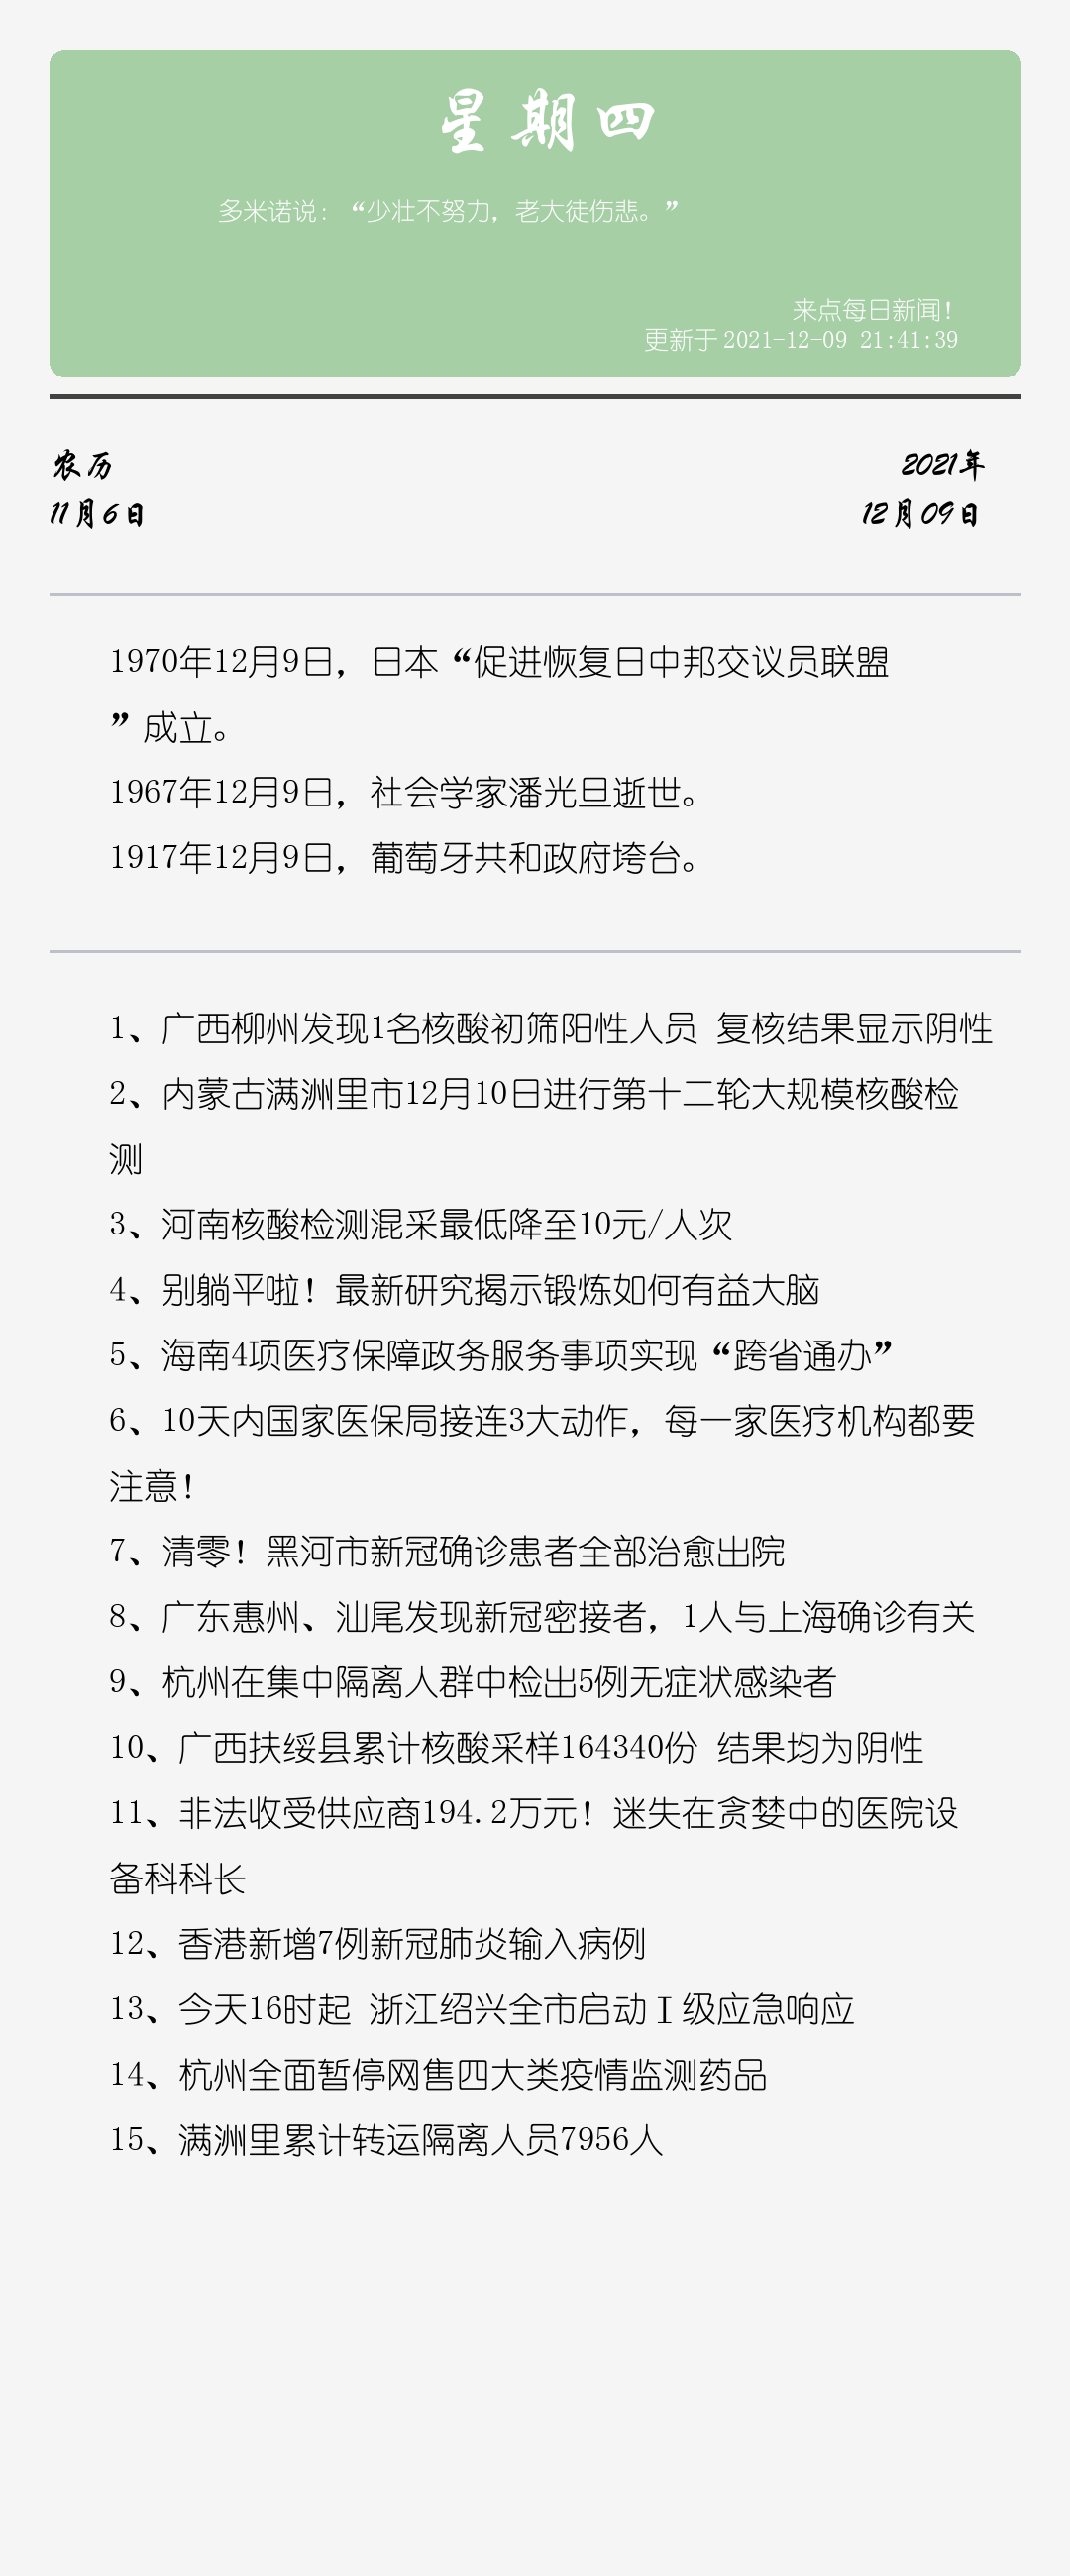 星期四
多米诺说：“少壮不努力，老大徒伤悲。”
来点每日新闻！
更新于2021-12-09 21:41:39
农历
2021年
11月6日
12月09日
1970年12月9日，日本“促进恢复日中邦交议员联盟
”成立。
1967年12月9日，社会学家潘光旦逝世。
1917年12月9日，葡萄牙共和政府垮台。
1、广西柳州发现1名核酸初筛阳性人员 复核结果显示阴性
2、内蒙古满洲里市12月10日进行第十二轮大规模核酸检
测
3、河南核酸检测混采最低降至10元/人次
4、别躺平啦！最新研究揭示锻炼如何有益大脑
5、海南4项医疗保障政务服务事项实现“跨省通办”
6、10天内国家医保局接连3大动作，每一家医疗机构都要
注意！
7、清零！黑河市新冠确诊患者全部治愈出院
8、广东惠州、汕尾发现新冠密接者，1人与上海确诊有关
9、杭州在集中隔离人群中检出5例无症状感染者
10、广西扶绥县累计核酸采样164340份 结果均为阴性
11、非法收受供应商194.2万元！迷失在贪婪中的医院设
备科科长
12、香港新增7例新冠肺炎输入病例
13、今天16时起 浙江绍兴全市启动Ⅰ级应急响应
14、杭州全面暂停网售四大类疫情监测药品
15、满洲里累计转运隔离人员7956人